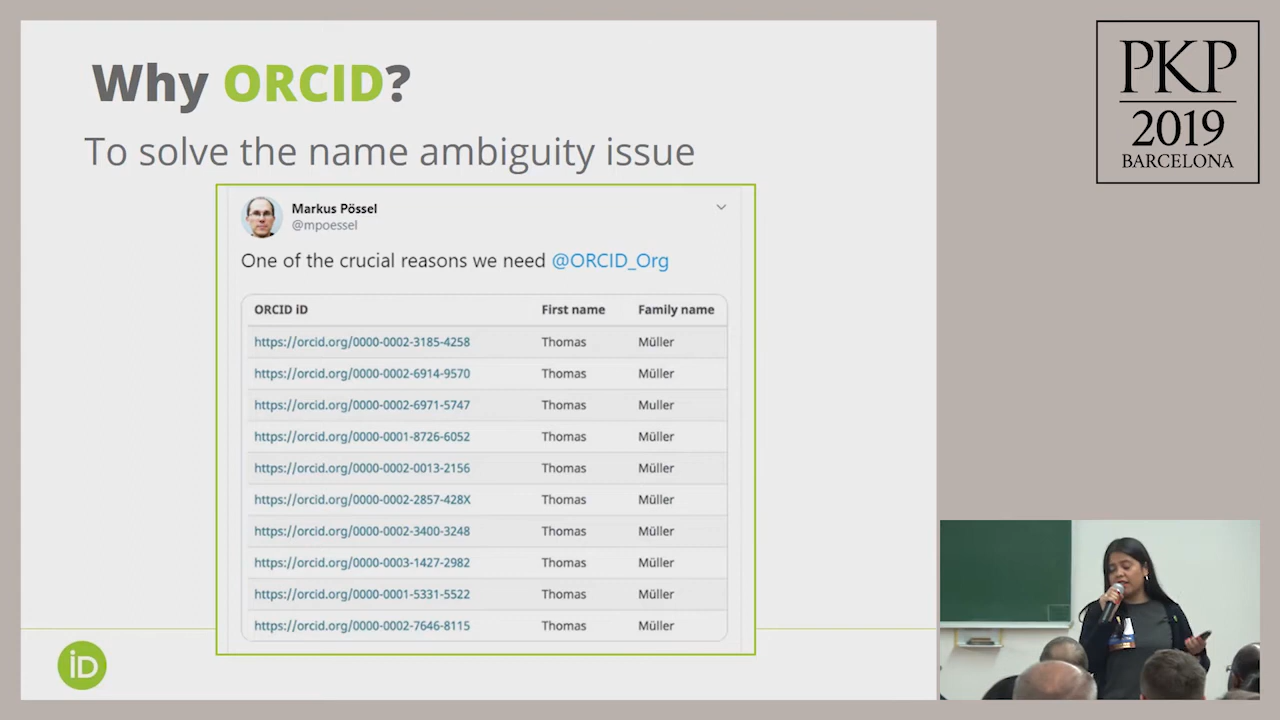 Why ORCID?
To solve the name ambiguity issue
Markus Pössel
@mpoessel
One of the crucial reasons we need @ORCID_Org
ORCID iD First name Family name
https://orcid.org/0000-0002-3185-4258 Thomas Müller
https://orcid.org/0000-0002-6914-9570 Thomas Müller
https://orcid.org/0000-0002-6971-5747 Thomas Muller
https://orcid.org/0000-0001-8726-6052 Thomas Müller
https://orcid.org/0000-0002-0013-2156 Thomas Müller
https://orcid.org/0000-0002-2857-428X Thomas Müller
https://orcid.org/0000-0002-3400-3248 Thomas Müller
https://orcid.org/0000-0003-1427-2982 Thomas Müller
https://orcid.org/0000-0001-5331-5522 Thomas Müller
https://orcid.org/0000-0002-7646-8115 Thomas Müller
iD
PKP
2019
BARCELONA